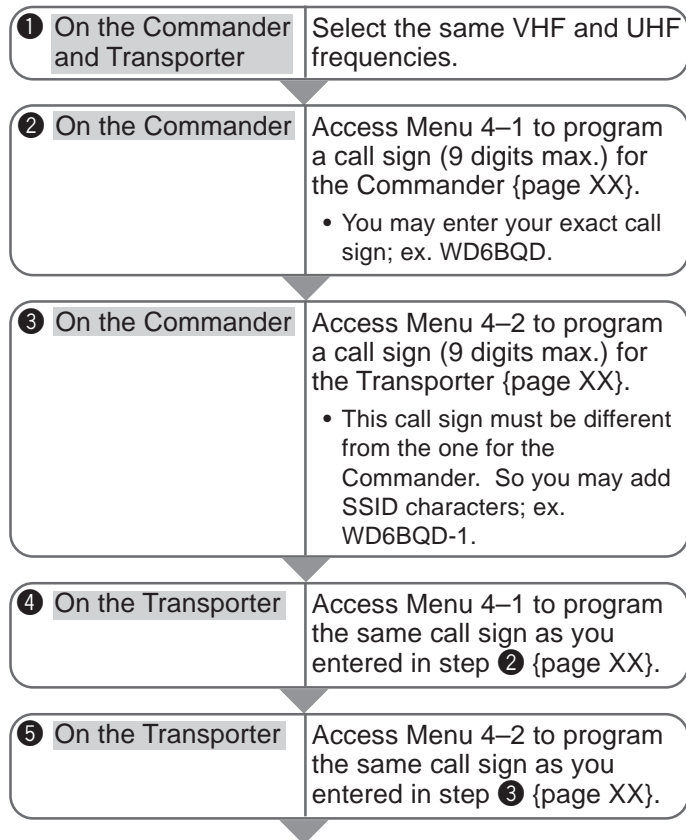 ❶ On the Commander
and Transporter
Select the same VHF and UHF
frequencies.
❷ On the Commander
Access Menu 4–1 to program
a call sign (9 digits max.) for
the Commander {page XX}.
• You may enter your exact call
sign; ex. WD6BQD.
❸ On the Commander
Access Menu 4–2 to program
a call sign (9 digits max.) for
the Transporter {page XX}.
• This call sign must be different
from the one for the
Commander.  So you may add
SSID characters; ex.
WD6BQD-1.
❹ On the Transporter
Access Menu 4–1 to program
the same call sign as you
entered in step ❷ {page XX}.
❺ On the Transporter
Access Menu 4–2 to program
the same call sign as you
entered in step ❸ {page XX}.